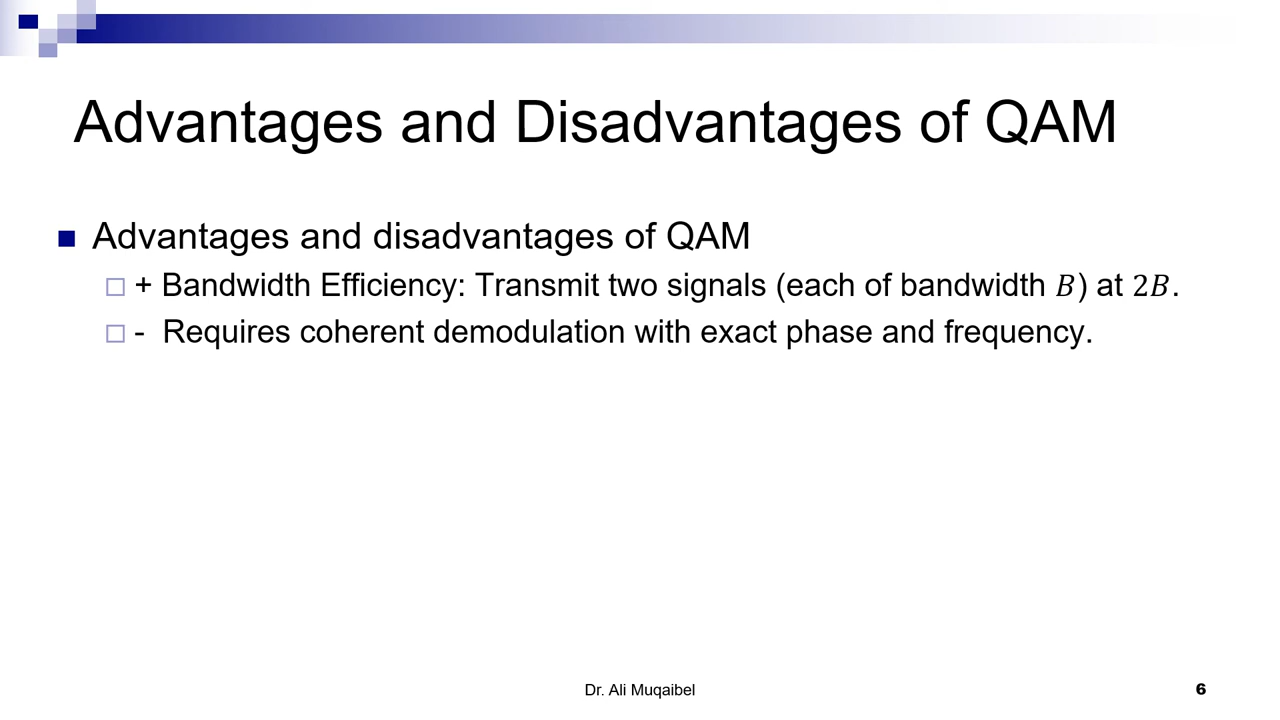 Advantages and Disadvantages of QAM
Advantages and disadvantages of QAM
+ Bandwidth Efficiency: Transmit two signals (each of bandwidth B) at 2B.
- Requires coherent demodulation with exact phase and frequency.
Dr. Ali Muqaibel
6